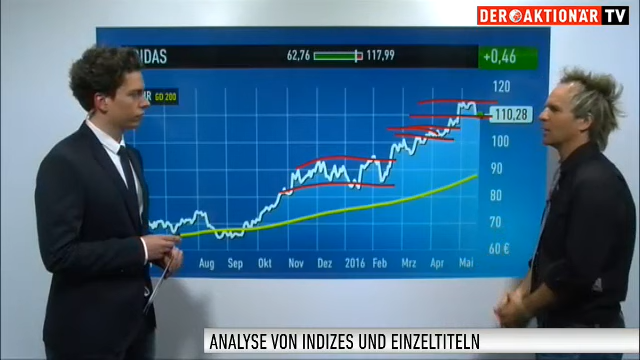 DER AKTIONÄR TV
DIDAS 62,76 117,99 +0,46
GD 200
120
110,28
100
90
80
70
60 €
Aug Sep Okt Nov Dez 2016 Feb Mrz Apr Mai
ANALYSE VON INDIZES UND EINZELTITELN